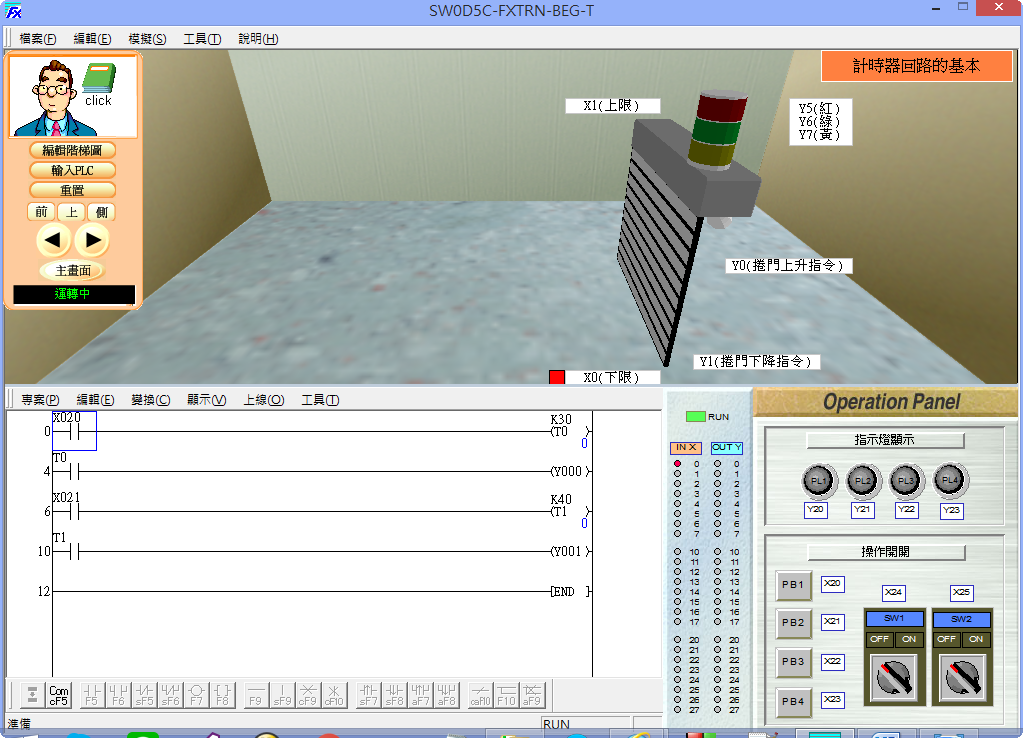 SW0D5C-FXTRN-BEG-T
檔案(F) 編輯(E) 模擬(S) 工具(T) 說明(H)
click
編輯階梯圖
輸入PLC
重置
前 上 側
主畫面
運轉中
計時器回路的基本
X1(上限)
Y5(紅)
Y6(綠)
Y7(黃)
Y0(捲門上升指令)
Y1(捲門下降指令)
X0(下限)
專案(P) 編輯(E) 變換(C) 顯示(V) 上線(O) 工具(T)
X020 K30
0 (T0 )
0
T0
4 (Y000 )
X021 K40
6 (T1 )
0
T1
10 (Y001 )
12 [END ]
Com
cF5 F5 F6 sF5 sF6 F7 F8 F9 sF9 cF9 cF10 sF7 sF8 aF7 aF8 caF10 F10 aF9
準備 RUN
RUN
IN X OUT Y
0 0
1 1
2 2
3 3
4 4
5 5
6 6
7 7
10 10
11 11
12 12
13 13
14 14
15 15
16 16
17 17
20 20
21 21
22 22
23 23
24 24
25 25
26 26
27 27
Operation Panel
指示燈顯示
PL1 PL2 PL3 PL4
Y20 Y21 Y22 Y23
操作開關
PB1 X20
PB2 X21
PB3 X22
PB4 X23
X24 X25
SW1 SW2
OFF ON OFF ON